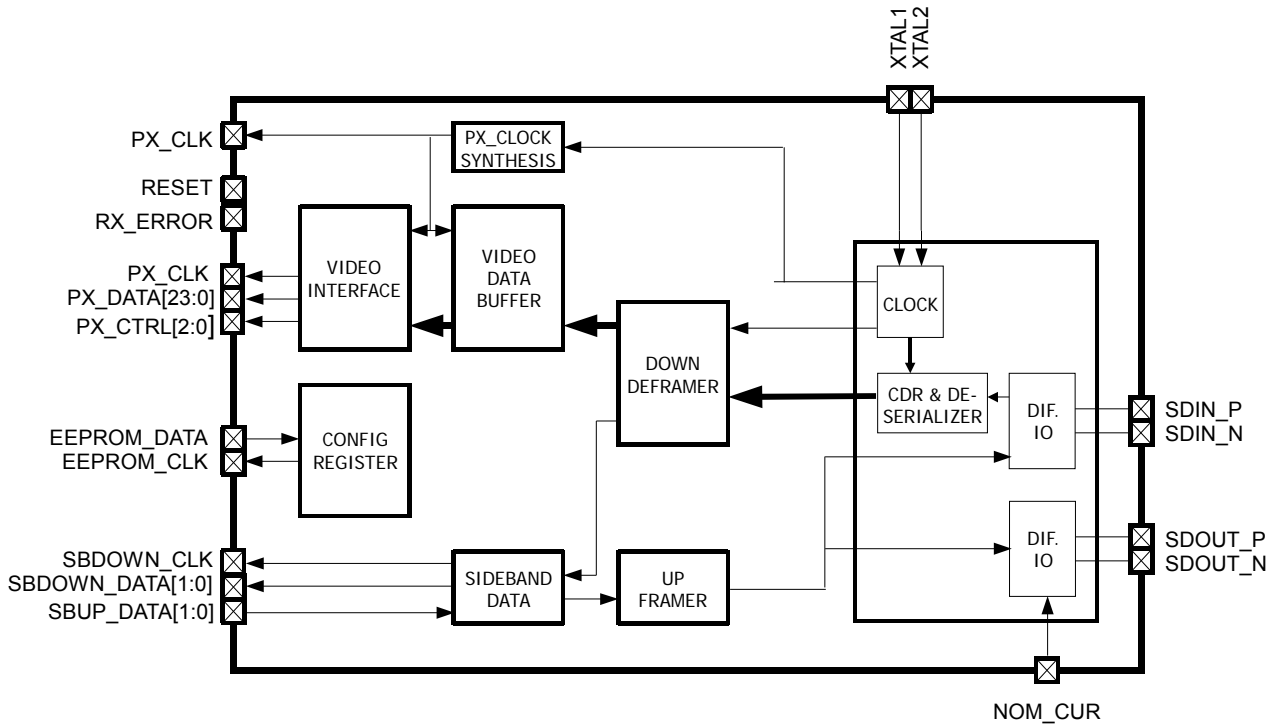 XTAL1
XTAL2
PX_CLK
PX_CLOCK
SYNTHESIS
RESET
RX_ERROR
PX_CLK
PX_DATA[23:0]
PX_CTRL[2:0]
VIDEO
INTERFACE
VIDEO
DATA
BUFFER
CLOCK
DOWN
DEFRAMER
CDR & DE-
SERIALIZER
DIF.
IO
SDIN_P
SDIN_N
EEPROM_DATA
EEPROM_CLK
CONFIG
REGISTER
SBDOWN_CLK
SBDOWN_DATA[1:0]
SBUP_DATA[1:0]
SIDEBAND
DATA
UP
FRAMER
DIF.
IO
SDOUT_P
SDOUT_N
NOM_CUR